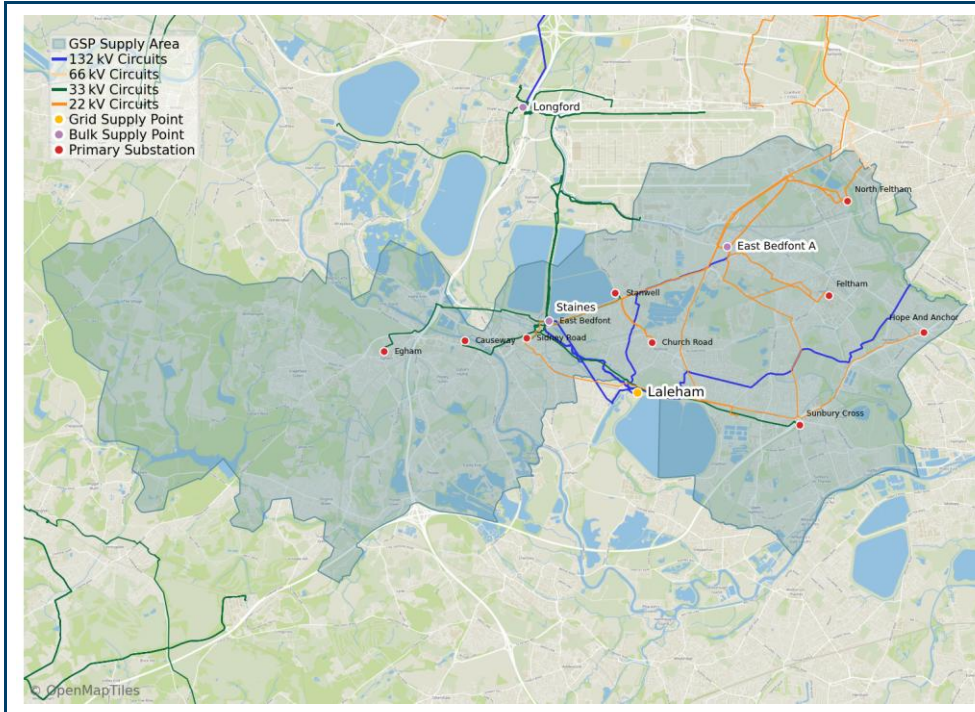 GSP Supply Area
132 kV Circuits
66 kV Circuits
33 kV Circuits
22 kV Circuits
Grid Supply Point
Bulk Supply Point
Primary Substation
Longford
North Feltham
East Bedfont A
Stanwell
Feltham
Staines
East Bedfont
Hope And Anchor
Sidney Road
Causeway
Church Road
Egham
Laleham
Sunbury Cross
© OpenMapTiles